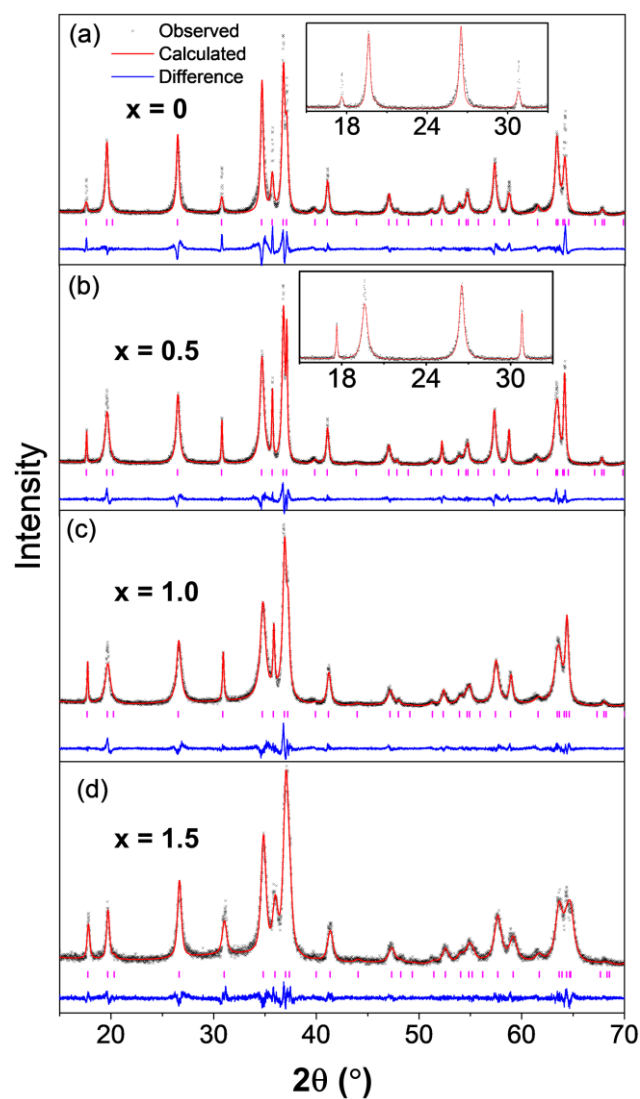 (a)
Observed
Calculated
Difference
x = 0
18 24 30
(b)
x = 0.5
18 24 30
Intensity
(c)
x = 1.0
(d)
x = 1.5
20 30 40 50 60 70
2θ (°)